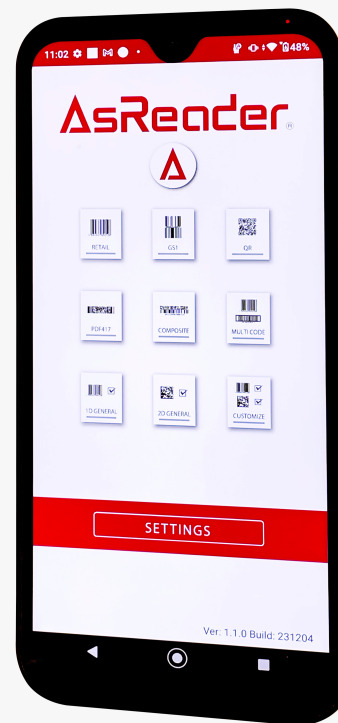 11:02
48%
AsReader®
RETAIL
GS1
QR
PDF417
COMPOSITE
MULTI CODE
1D GENERAL
2D GENERAL
CUSTOMIZE
SETTINGS
Ver: 1.1.0 Build: 231204